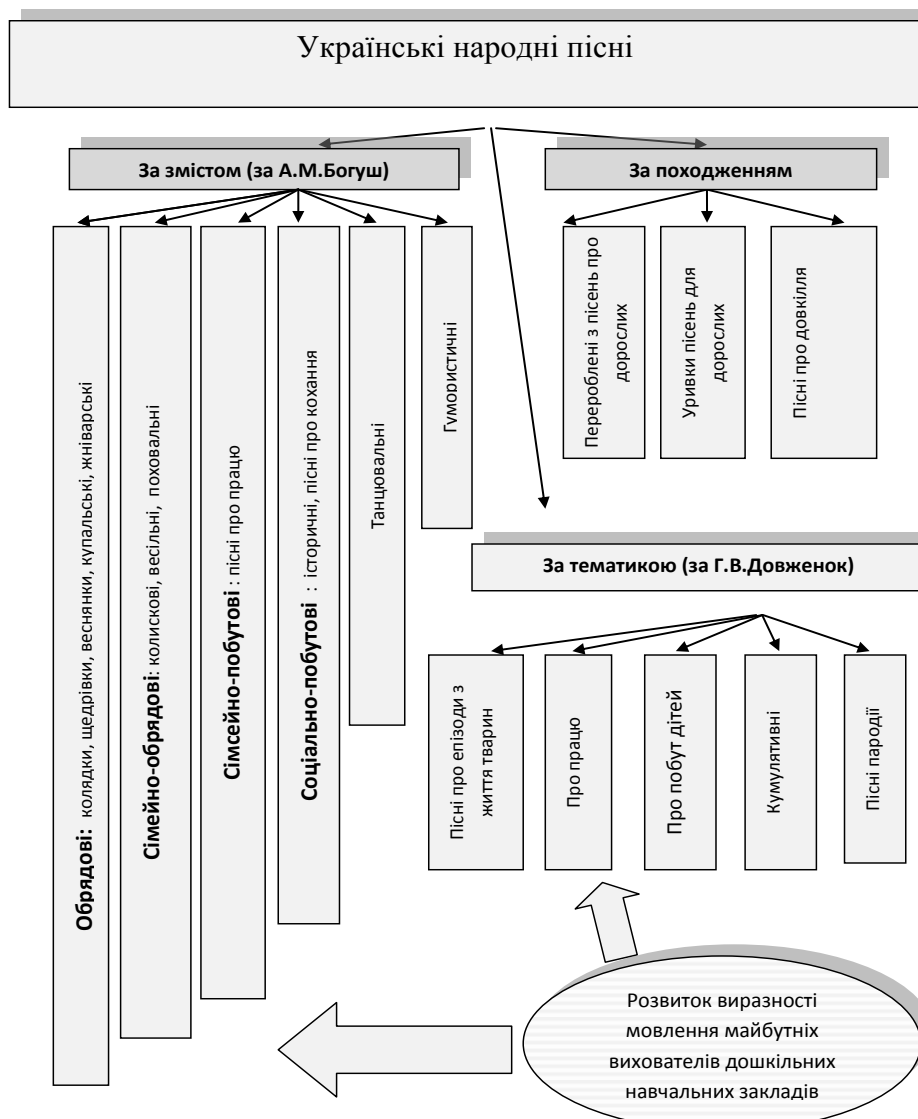 Українські народні пісні
За змістом (за А.М.Богуш)
За походженням
Обрядові: колядки, щедрівки, веснянки, купальські, жніварські
Сімейно-обрядові: колискові, весільні, поховальні
Сімсейно-побутові : пісні про працю
Соціально-побутові : історичні, пісні про кохання
Танцювальні
Гумористичні
Перероблені з пісень про
дорослих
Уривки пісень для
дорослих
Пісні про довкілля
За тематикою (за Г.В.Довженок)
Пісні про епізоди з
життя тварин
Про працю
Про побут дітей
Кумулятивні
Пісні пародії
Розвиток виразності
мовлення майбутніх
вихователів дошкільних
навчальних закладів